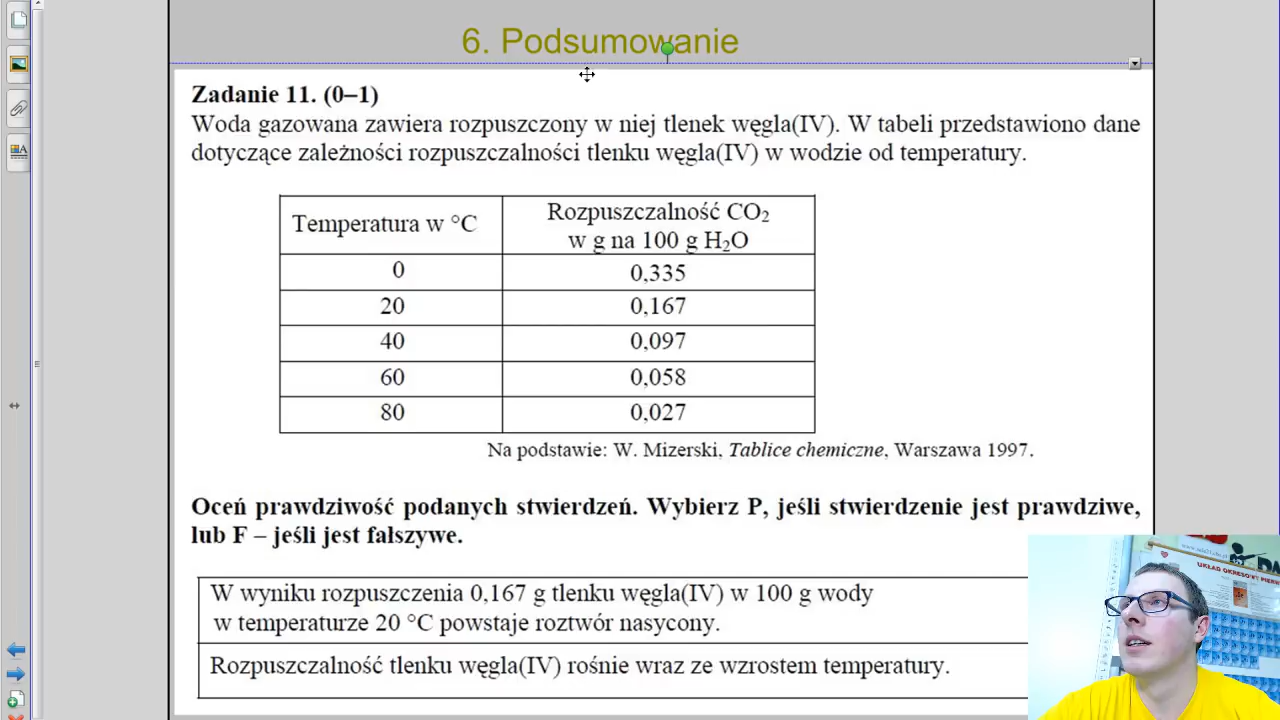 6. Podsumowanie
Zadanie 11. (0–1)
Woda gazowana zawiera rozpuszczony w niej tlenek węgla(IV). W tabeli przedstawiono dane
dotyczące zależności rozpuszczalności tlenku węgla(IV) w wodzie od temperatury.
Temperatura w °C
Rozpuszczalność CO₂
w g na 100 g H₂O
0 0,335
20 0,167
40 0,097
60 0,058
80 0,027
Na podstawie: W. Mizerski, Tablice chemiczne, Warszawa 1997.
Oceń prawdziwość podanych stwierdzeń. Wybierz P, jeśli stwierdzenie jest prawdziwe,
lub F – jeśli jest fałszywe.
W wyniku rozpuszczenia 0,167 g tlenku węgla(IV) w 100 g wody
w temperaturze 20 °C powstaje roztwór nasycony.
Rozpuszczalność tlenku węgla(IV) rośnie wraz ze wzrostem temperatury.
UKŁAD OKRESOWY